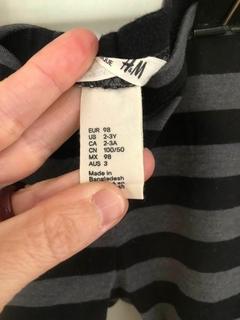 H&M
EUR 98
US 2-3Y
CA 2-3A
CN 100/50
MX 98
AUS 3
Made in
Bangladesh